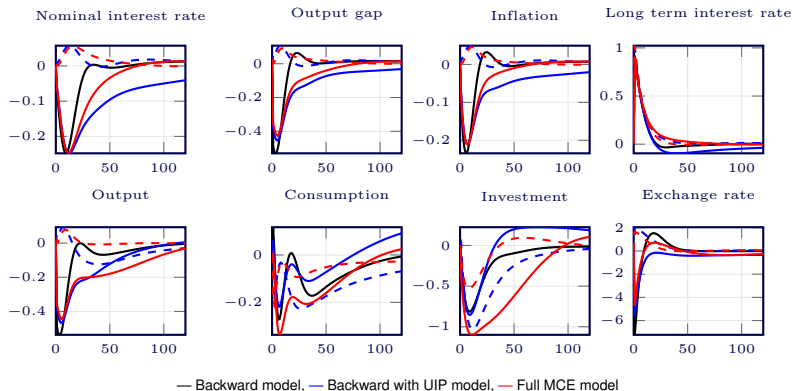 Nominal interest rate
Output gap
Inflation
Long term interest rate
0
−0.1
−0.2
0 50 100
0
−0.2
−0.4
0 50 100
0
−0.1
−0.2
0 50 100
1
0.5
0
0 50 100
Output
Consumption
Investment
Exchange rate
0
−0.2
−0.4
0 50 100
0
−0.2
0 50 100
0
−0.5
−1
0 50 100
2
0
−2
−4
−6
0 50 100
— Backward model, — Backward with UIP model, — Full MCE model